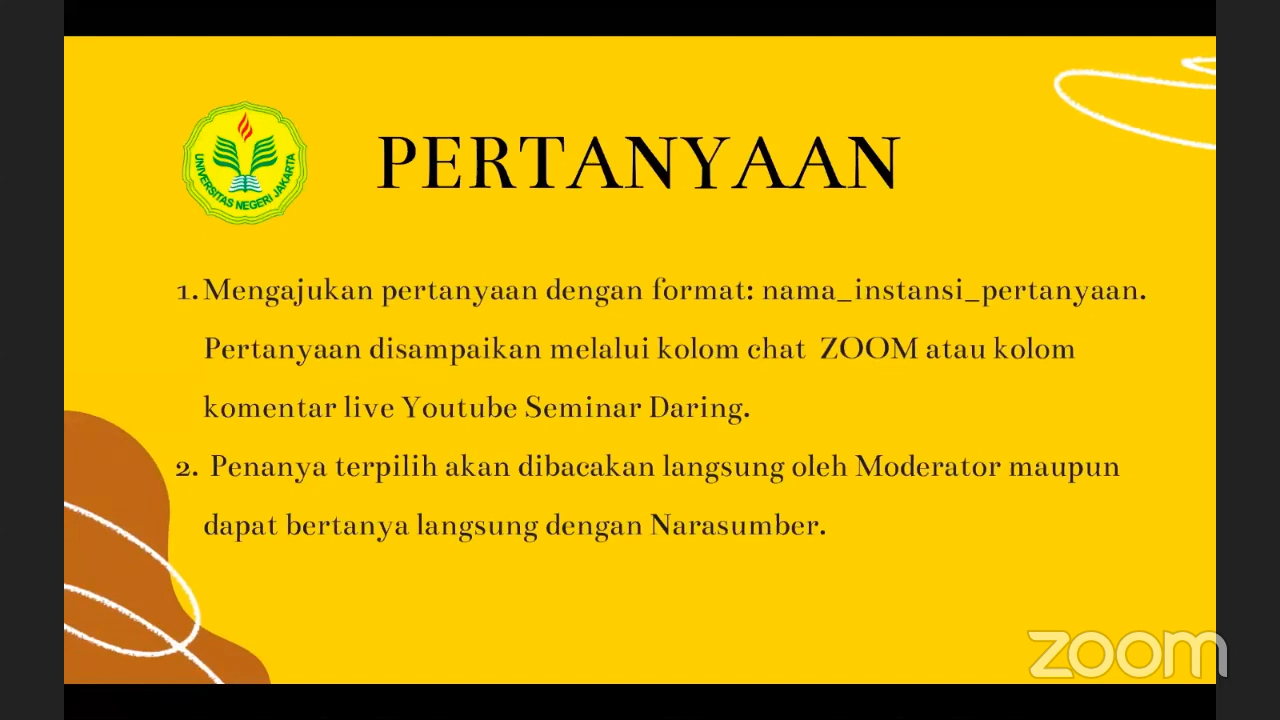 UNIVERSITAS NEGERI JAKARTA
PERTANYAAN
1. Mengajukan pertanyaan dengan format: nama_instansi_pertanyaan.
Pertanyaan disampaikan melalui kolom chat ZOOM atau kolom
komentar live Youtube Seminar Daring.
2. Penanya terpilih akan dibacakan langsung oleh Moderator maupun
dapat bertanya langsung dengan Narasumber.
zoom